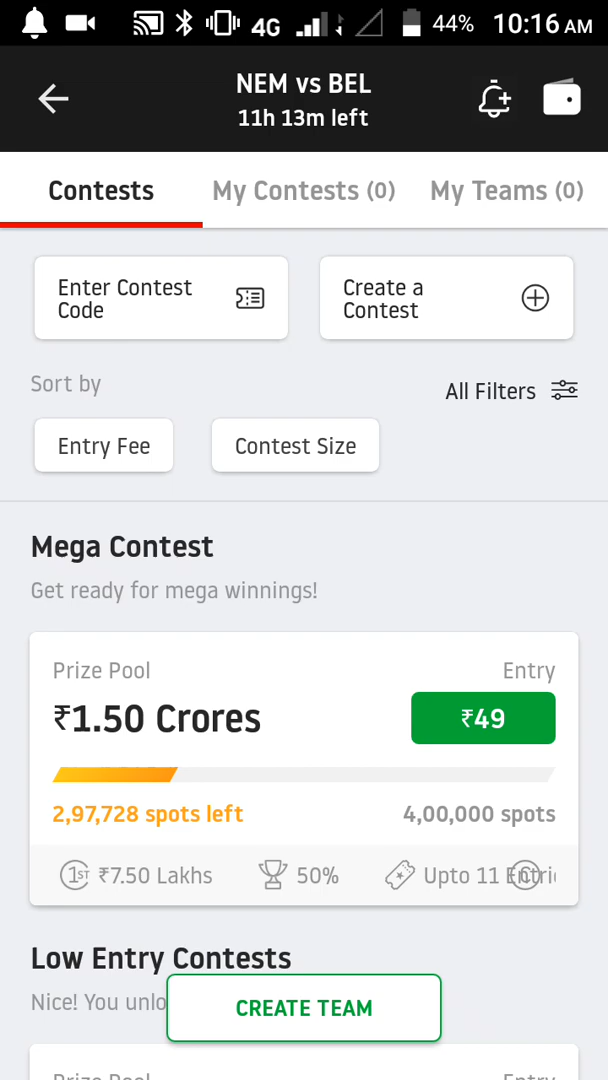 4G 44% 10:16 AM
NEM vs BEL
11h 13m left
Contests My Contests (0) My Teams (0)
Enter Contest
Code
Create a
Contest
Sort by
All Filters
Entry Fee Contest Size
Mega Contest
Get ready for mega winnings!
Prize Pool Entry
₹1.50 Crores ₹49
2,97,728 spots left 4,00,000 spots
1ST ₹7.50 Lakhs 50% Upto 11 Entri
Low Entry Contests
Nice! You unlo
CREATE TEAM
Prize Pool Entry